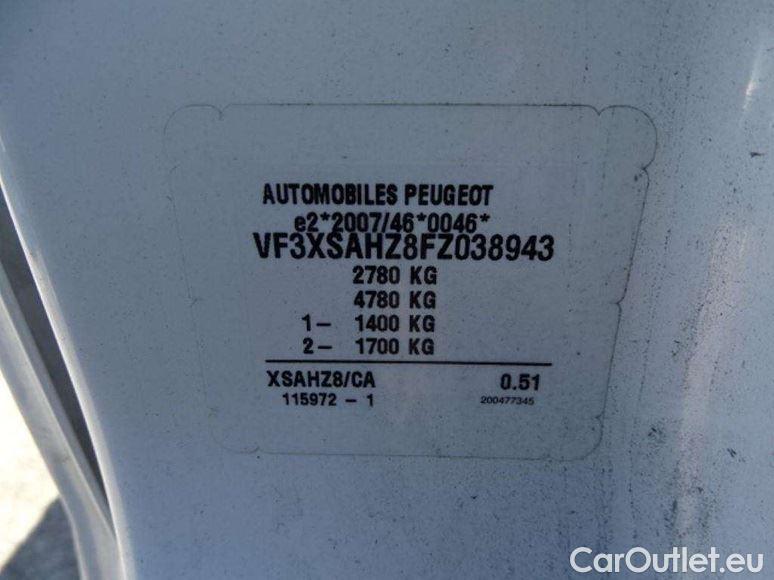 AUTOMOBILES PEUGEOT
e2*2007/46*0046*
VF3XSAHZ8FZ038943
2780 KG
4780 KG
1- 1400 KG
2- 1700 KG
XSAHZ8/CA 0.51
115972 - 1 200477345
CarOutlet.eu